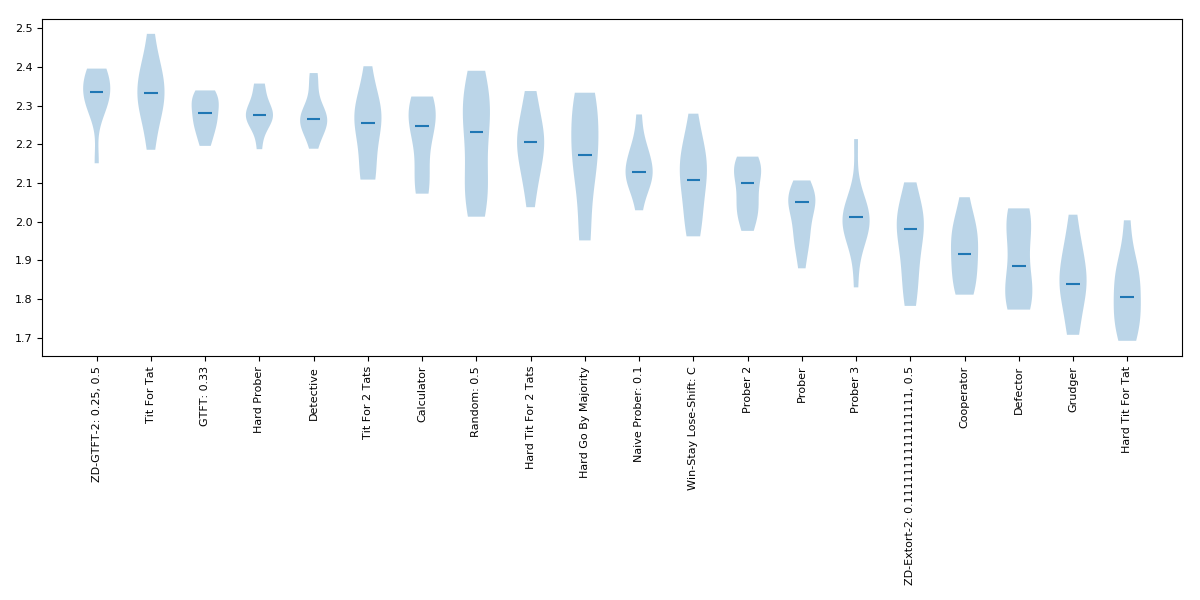 2.5
2.4
2.3
2.2
2.1
2.0
1.9
1.8
1.7
ZD-GTFT-2: 0.25, 0.5
Tit For Tat
GTFT: 0.33
Hard Prober
Detective
Tit For 2 Tats
Calculator
Random: 0.5
Hard Tit For 2 Tats
Hard Go By Majority
Naive Prober: 0.1
Win-Stay Lose-Shift: C
Prober 2
Prober
Prober 3
ZD-Extort-2: 0.1111111111111111, 0.5
Cooperator
Defector
Grudger
Hard Tit For Tat